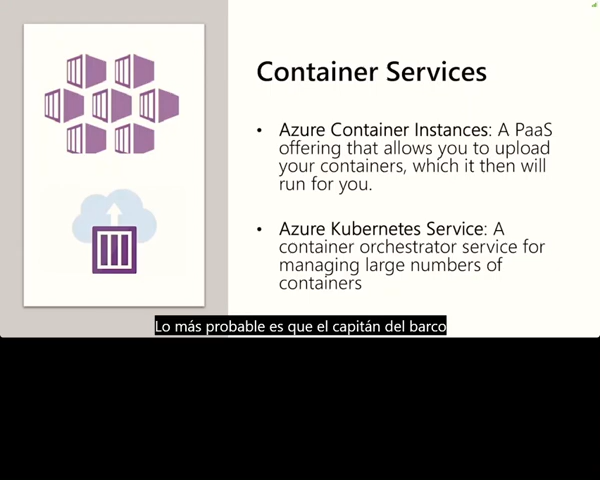 Container Services
• Azure Container Instances: A PaaS
offering that allows you to upload
your containers, which it then will
run for you.
• Azure Kubernetes Service: A
container orchestrator service for
managing large numbers of
containers
Lo más probable es que el capitán del barco